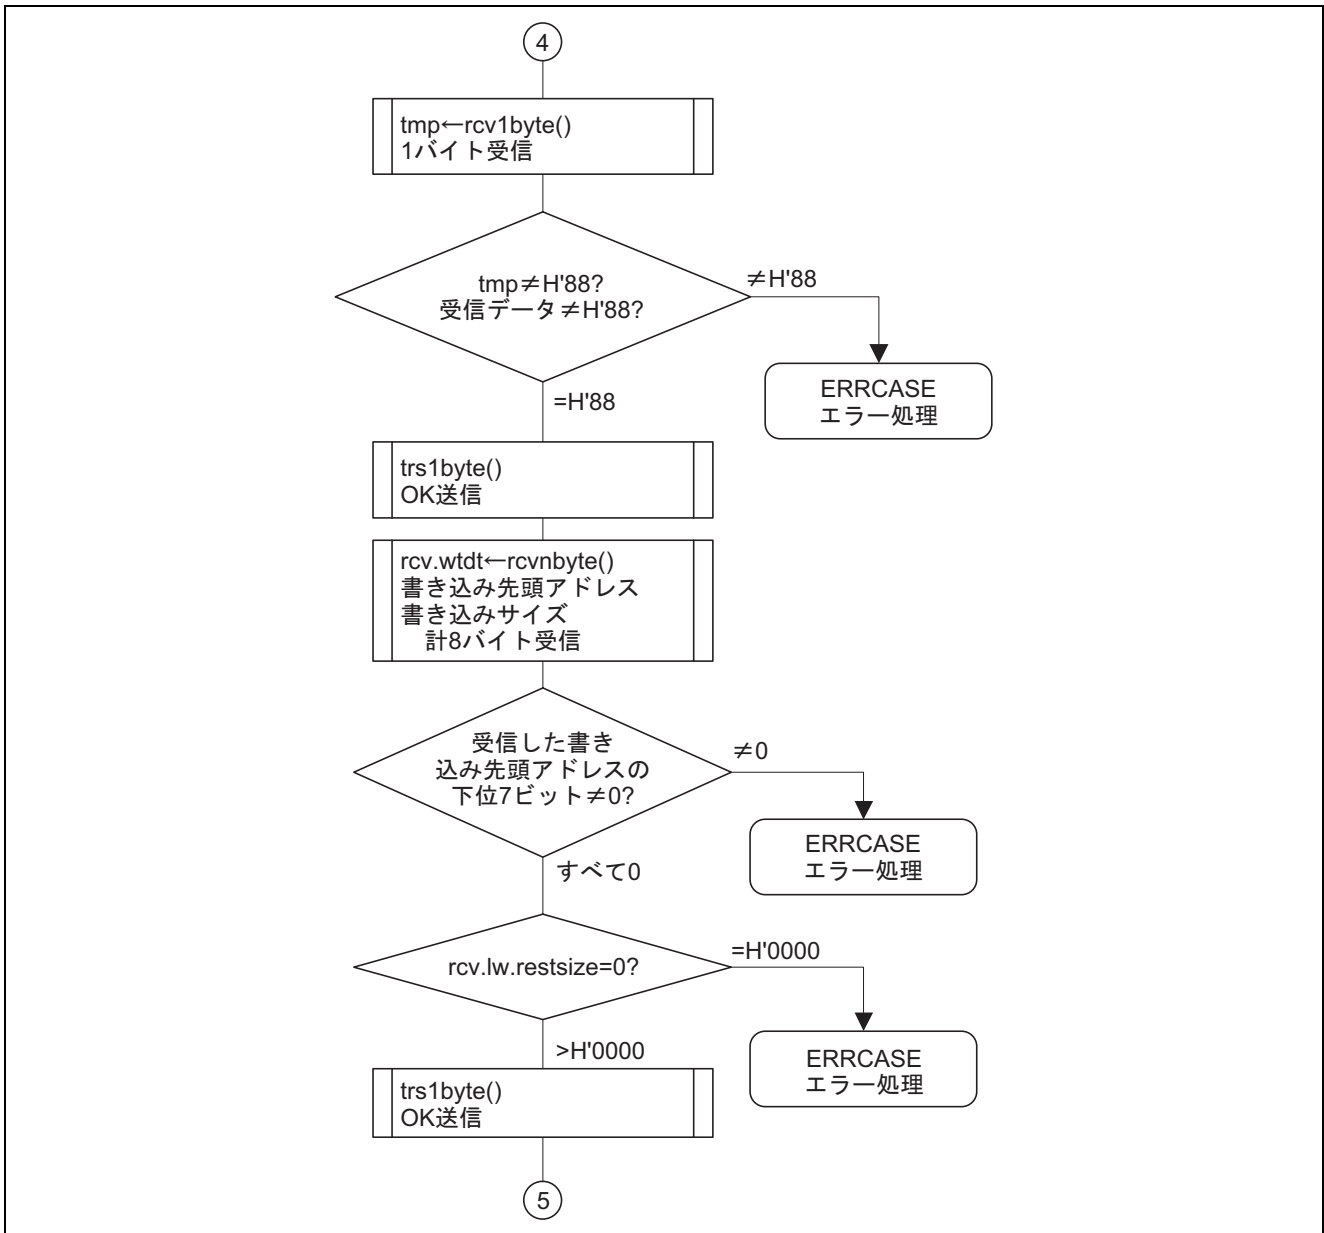 4
tmp←rcv1byte()
1バイト受信
tmp≠H'88?
受信データ≠H'88?
≠H'88
ERRCASE
エラー処理
=H'88
trs1byte()
OK送信
rcv.wtdt←rcvnbyte()
書き込み先頭アドレス
書き込みサイズ
計8バイト受信
受信した書き
込み先頭アドレスの
下位7ビット≠0?
≠0
ERRCASE
エラー処理
すべて0
rcv.lw.restsize=0?
=H'0000
ERRCASE
エラー処理
>H'0000
trs1byte()
OK送信
5